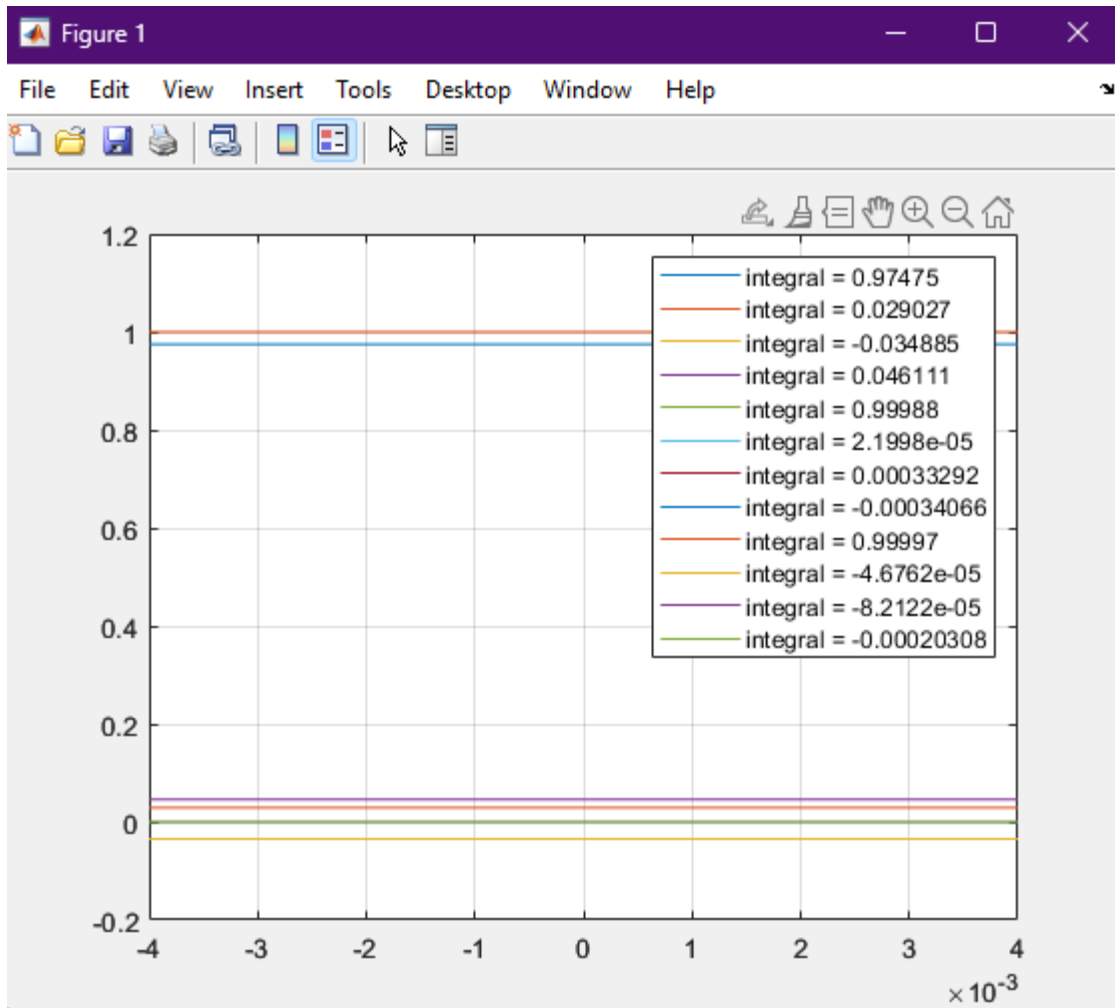 Figure 1
File Edit View Insert Tools Desktop Window Help
1.2
1
0.8
0.6
0.4
0.2
0
-0.2
integral = 0.97475
integral = 0.029027
integral = -0.034885
integral = 0.046111
integral = 0.99988
integral = 2.1998e-05
integral = 0.00033292
integral = -0.00034066
integral = 0.99997
integral = -4.6762e-05
integral = -8.2122e-05
integral = -0.00020308
-4 -3 -2 -1 0 1 2 3 4
×10⁻³